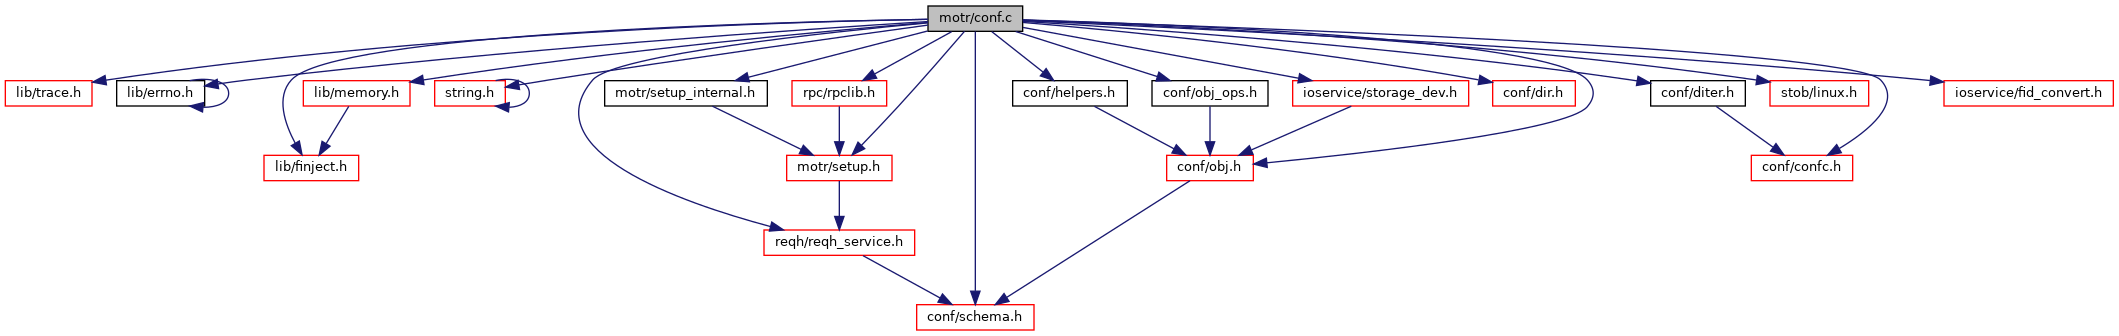 motr/conf.c
lib/trace.h
lib/errno.h
lib/memory.h
string.h
motr/setup_internal.h
rpc/rpclib.h
conf/helpers.h
conf/obj_ops.h
ioservice/storage_dev.h
conf/dir.h
conf/diter.h
stob/linux.h
ioservice/fid_convert.h
lib/finject.h
motr/setup.h
conf/obj.h
conf/confc.h
reqh/reqh_service.h
conf/schema.h